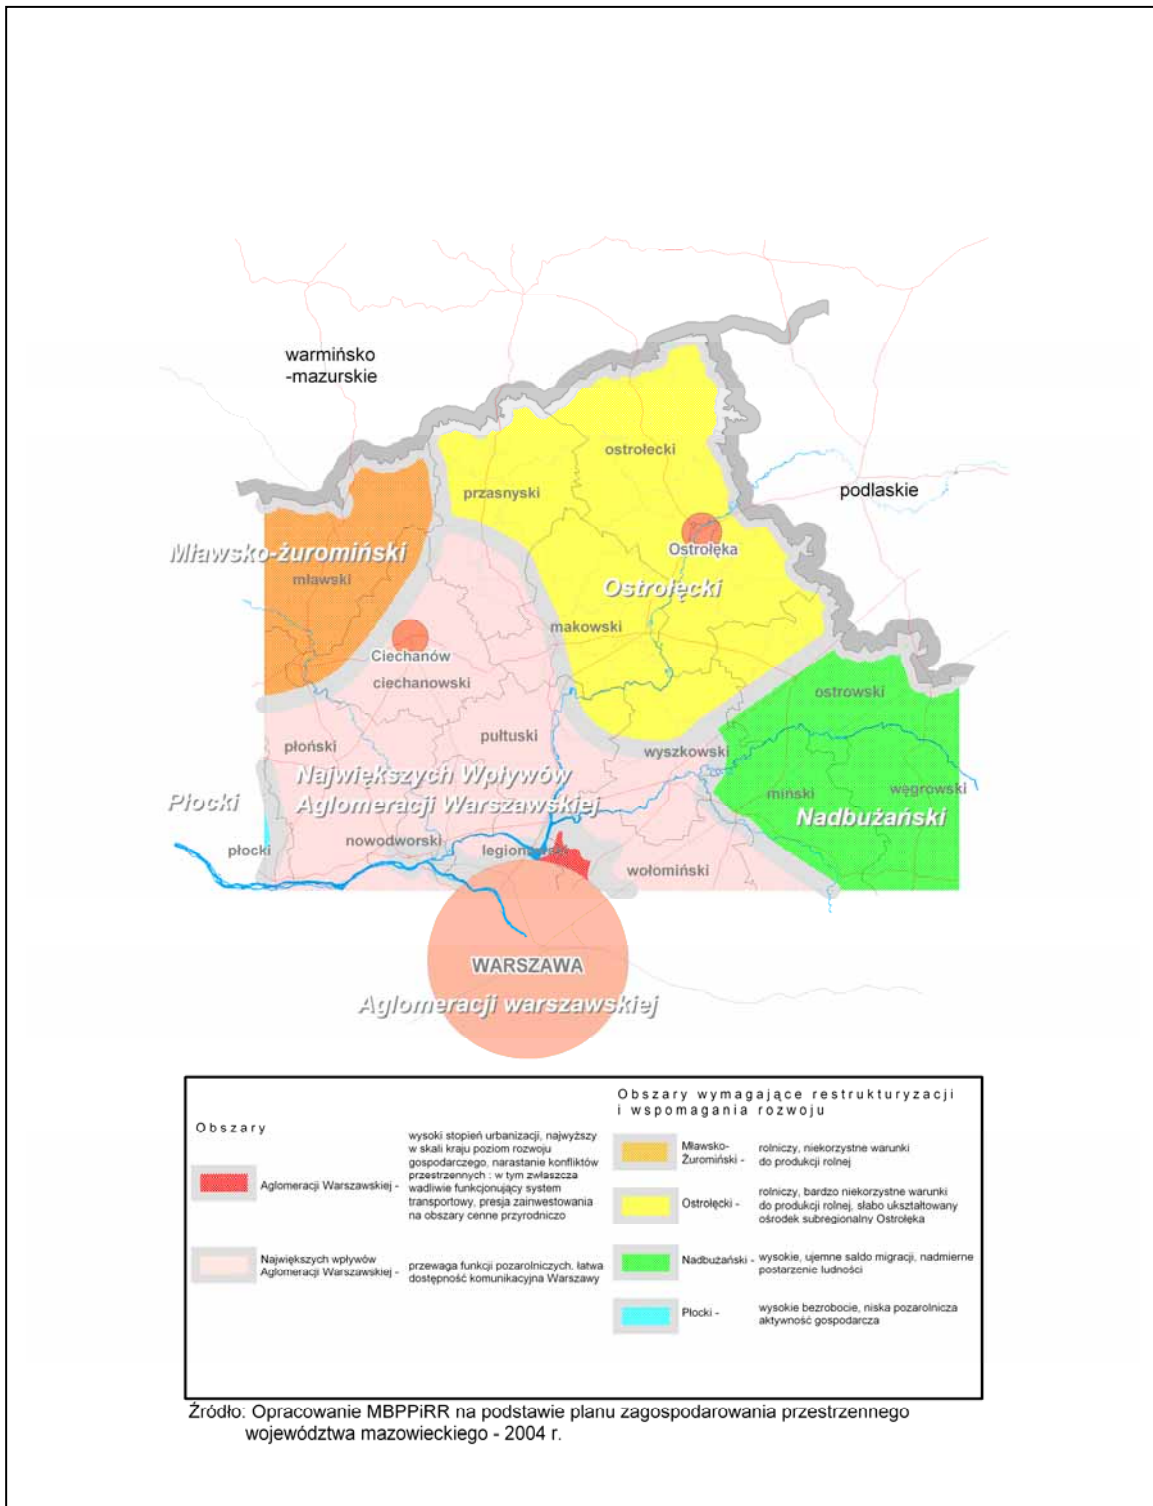 warmińsko
-mazurskie
ostrołecki
przasnyski
podlaskie
Ostrołęka
Mławsko-żuromiński
mławski
Ostrołęcki
makowski
Ciechanów
ciechanowski
ostrowski
płoński
pułtuski
wyszkowski
Największych Wpływów
Aglomeracji Warszawskiej
Płocki
miński
węgrowski
Nadbużański
płocki
nowodworski
wołomiński
WARSZAWA
Aglomeracji warszawskiej
Obszary
Aglomeracji Warszawskiej -
wysoki stopień urbanizacji, najwyższy
w skali kraju poziom rozwoju
gospodarczego, narastanie konfliktów
przestrzennych : w tym zwłaszcza
wadliwie funkcjonujący system
transportowy, presja zainwestowania
na obszary cenne przyrodniczo
Największych wpływów
Aglomeracji Warszawskiej -
przewaga funkcji pozarolniczych, łatwa
dostępność komunikacyjna Warszawy
Obszary wymagające restrukturyzacji
i wspomagania rozwoju
Mławsko-
Żuromiński -
rolniczy, niekorzystne warunki
do produkcji rolnej
Ostrołęcki -
rolniczy, bardzo niekorzystne warunki
do produkcji rolnej, słabo ukształtowany
ośrodek subregionalny Ostrołęka
Nadbużański -
wysokie, ujemne saldo migracji, nadmierne
postarzenie ludności
Płocki -
wysokie bezrobocie, niska pozarolnicza
aktywność gospodarcza
Źródło: Opracowanie MBPPiRR na podstawie planu zagospodarowania przestrzennego
województwa mazowieckiego - 2004 r.